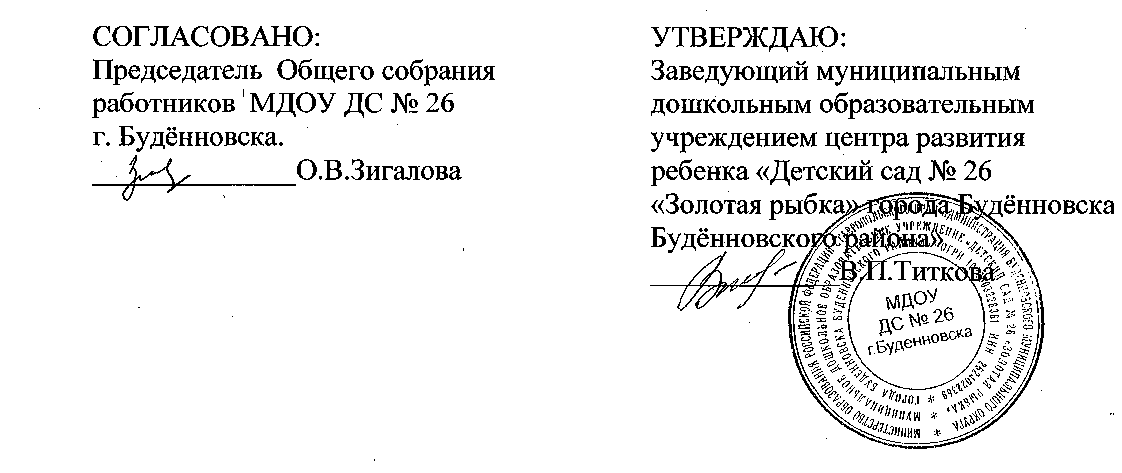 СОГЛАСОВАНО:
Председатель Общего собрания
работников МДОУ ДС № 26
г. Будённовска.
О.В.Зигалова
УТВЕРЖДАЮ:
Заведующий муниципальным
дошкольным образовательным
учреждением центра развития
ребенка «Детский сад № 26
«Золотая рыбка» города Будённовска
Будённовского района»
В.П.Титкова
МДОУ
ДС № 26
г.Буденновска